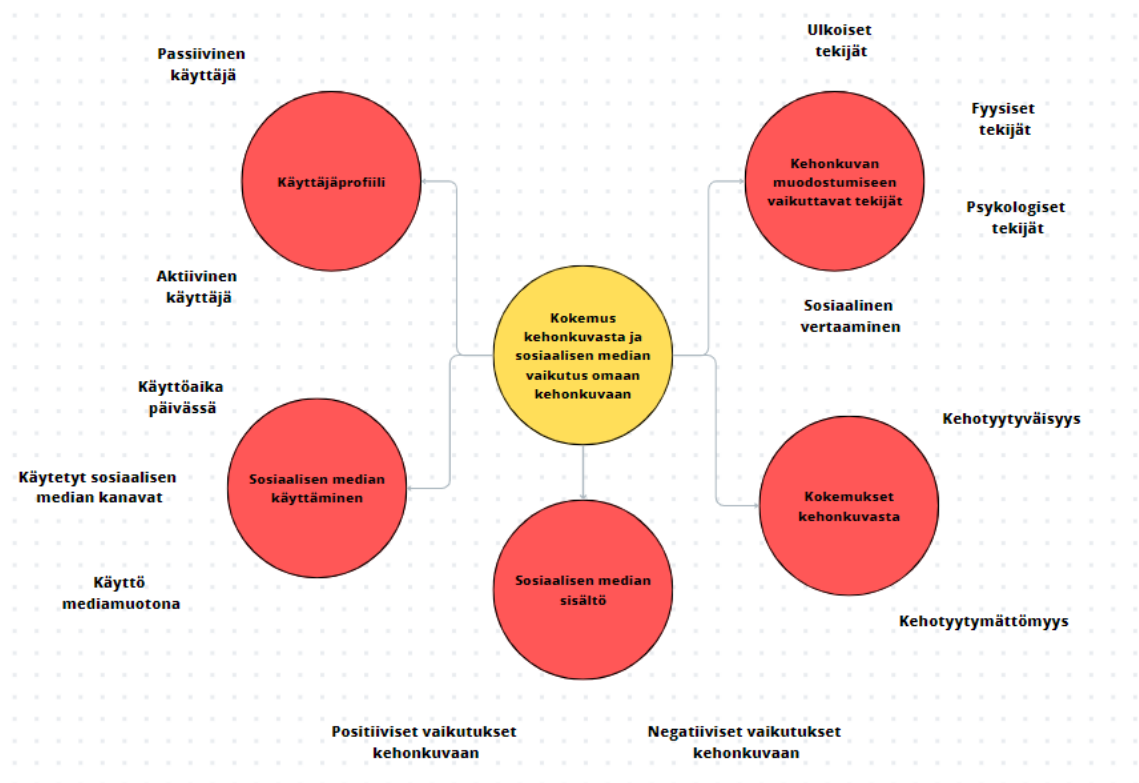 Passiivinen
käyttäjä
Käyttäjäprofiili
Aktiivinen
käyttäjä
Ulkoiset
tekijät
Fyysiset
tekijät
Kehonkuvan
muodostumiseen
vaikuttavat tekijät
Psykologiset
tekijät
Sosiaalinen
vertaaminen
Kokemus
kehonkuvasta ja
sosiaalisen median
vaikutus omaan
kehonkuvaan
Käyttöaika
päivässä
Käytetyt sosiaalisen
median kanavat
Sosiaalisen median
käyttäminen
Käyttö
mediamuotona
Sosiaalisen median
sisältö
Positiiviset vaikutukset
kehonkuvaan
Negatiiviset vaikutukset
kehonkuvaan
Kehotyytyväisyys
Kokemukset
kehonkuvasta
Kehotyytymättömyys